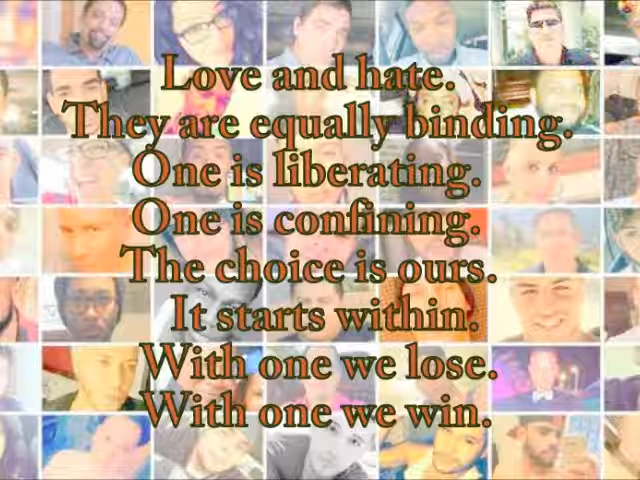 Love and hate.
They are equally binding.
One is liberating.
One is confining.
The choice is ours.
It starts within.
With one we lose.
With one we win.